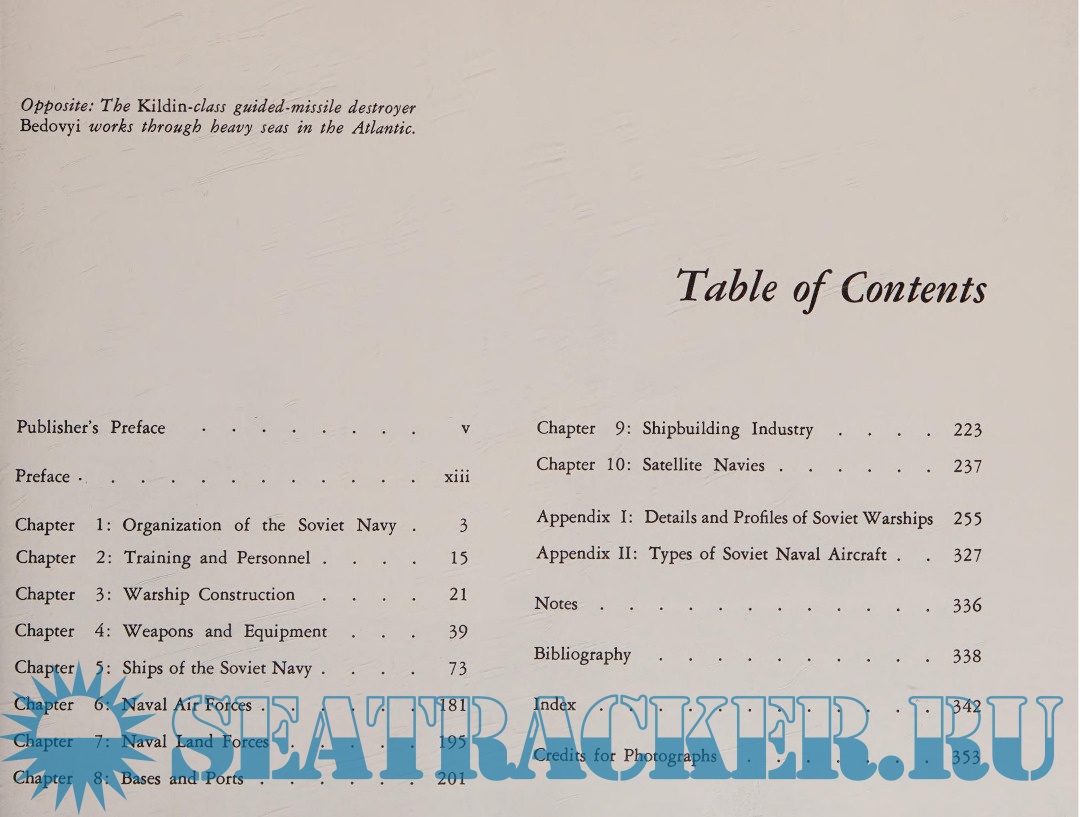 Opposite: The Kildin-class guided-missile destroyer
Bedovyi works through heavy seas in the Atlantic.
Table of Contents
Publisher's Preface . . . . . . . . v
Preface . . . . . . . . . . . xiii
Chapter 1: Organization of the Soviet Navy . 3
Chapter 2: Training and Personnel . . . . 15
Chapter 3: Warship Construction . . . . 21
Chapter 4: Weapons and Equipment . . . 39
Chapter 5: Ships of the Soviet Navy . . . . 73
Chapter 6: Naval Air Forces . . . . . . 181
Chapter 7: Naval Land Forces . . . . . 195
Chapter 8: Bases and Ports . . . . . . 201
Chapter 9: Shipbuilding Industry . . . . 223
Chapter 10: Satellite Navies . . . . . . 237
Appendix I: Details and Profiles of Soviet Warships 255
Appendix II: Types of Soviet Naval Aircraft . . 327
Notes . . . . . . . . . . . . 336
Bibliography . . . . . . . . . . 338
Index . . . . . . . . . . . 342
Credits for Photographs . . . . . . . 353
SEATRACKER.RU